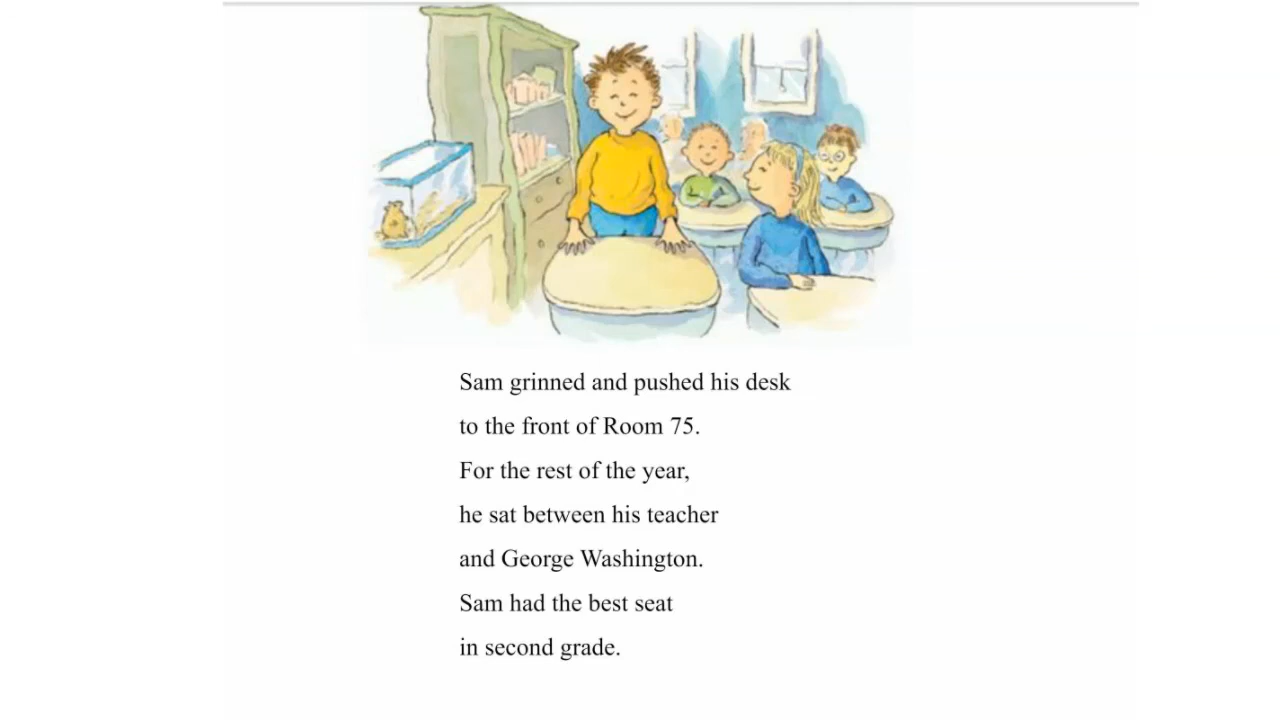 Sam grinned and pushed his desk
to the front of Room 75.
For the rest of the year,
he sat between his teacher
and George Washington.
Sam had the best seat
in second grade.